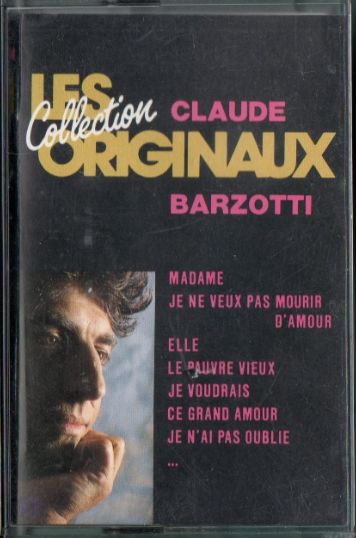 LES
Collection
CLAUDE
ORIGINAUX
BARZOTTI
MADAME
JE NE VEUX PAS MOURIR
D'AMOUR
ELLE
LE PAUVRE VIEUX
JE VOUDRAIS
CE GRAND AMOUR
JE N'AI PAS OUBLIE
...